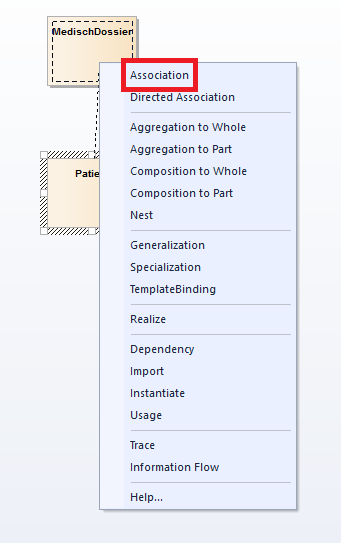 MedischDossier
Association
Directed Association
Aggregation to Whole
Aggregation to Part
Composition to Whole
Composition to Part
Patie
Nest
Generalization
Specialization
TemplateBinding
Realize
Dependency
Import
Instantiate
Usage
Trace
Information Flow
Help...